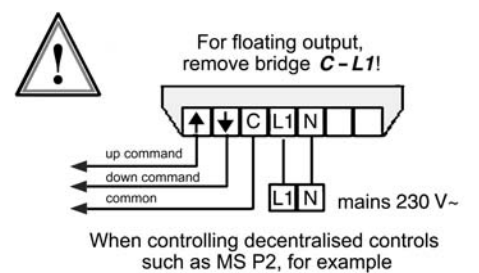 !
For floating output,
remove bridge C – L1!
C L1 N
up command
down command
common
L1 N
mains 230 V~
When controlling decentralised controls
such as MS P2, for example